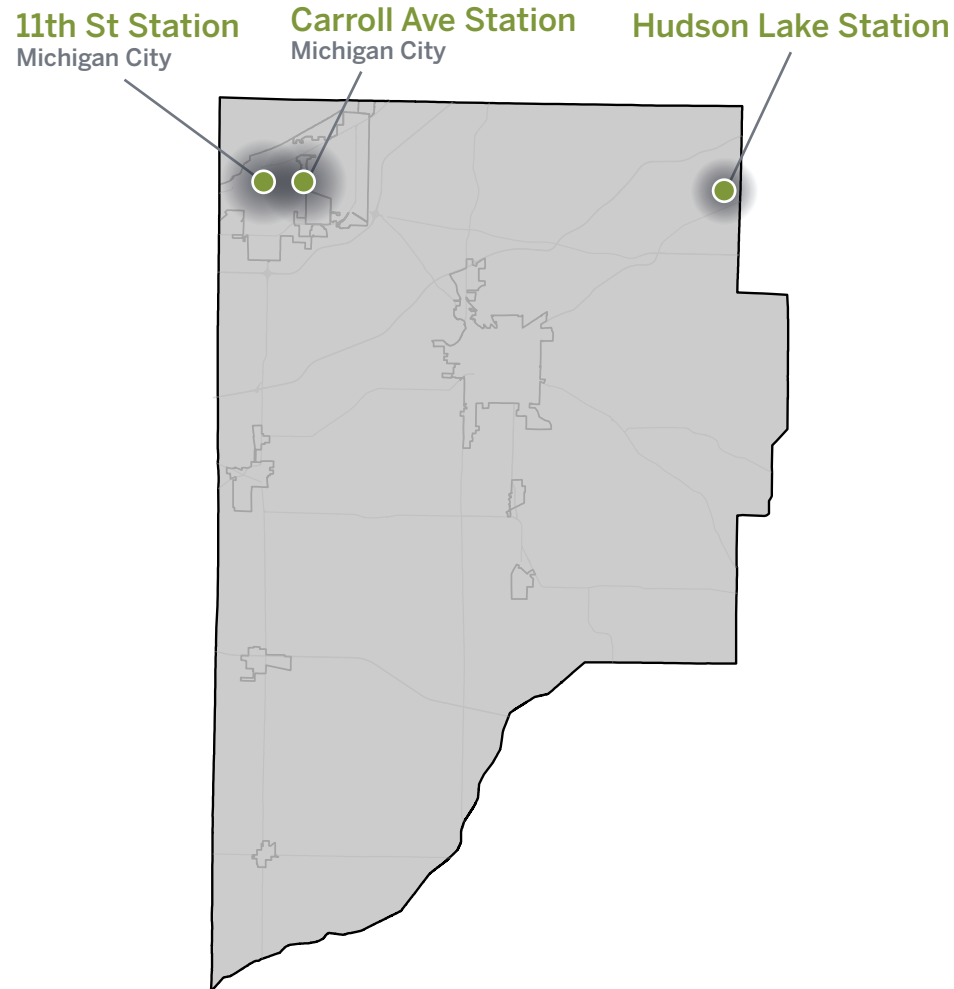 11th St Station
Michigan City
Carroll Ave Station
Michigan City
Hudson Lake Station